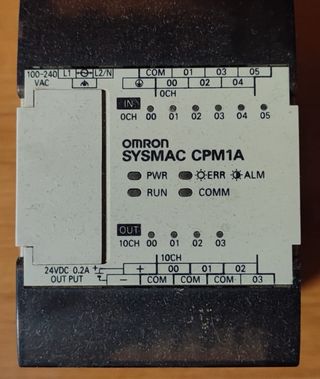 100-240 L1 L2/N COM 01 03 05
VAC 00 02 04
0CH
IN
0CH 00 01 02 03 04 05
OMRON
SYSMAC CPM1A
PWR ERR ALM
RUN COMM
OUT
10CH 00 01 02 03
10CH
24VDC 0.2A + + 00 01 02
OUT PUT - - COM COM COM 03